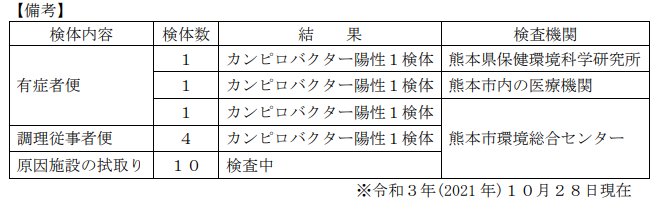 【備考】
検体内容 検体数 結　果 検査機関
有症者便 １ カンピロバクター陽性１検体 熊本県保健環境科学研究所
１ カンピロバクター陽性１検体 熊本市内の医療機関
１ カンピロバクター陽性１検体 熊本市環境総合センター
調理従事者便 ４ カンピロバクター陽性１検体
原因施設の拭取り １０ 検査中
※令和３年(2021 年)１０月２８日現在